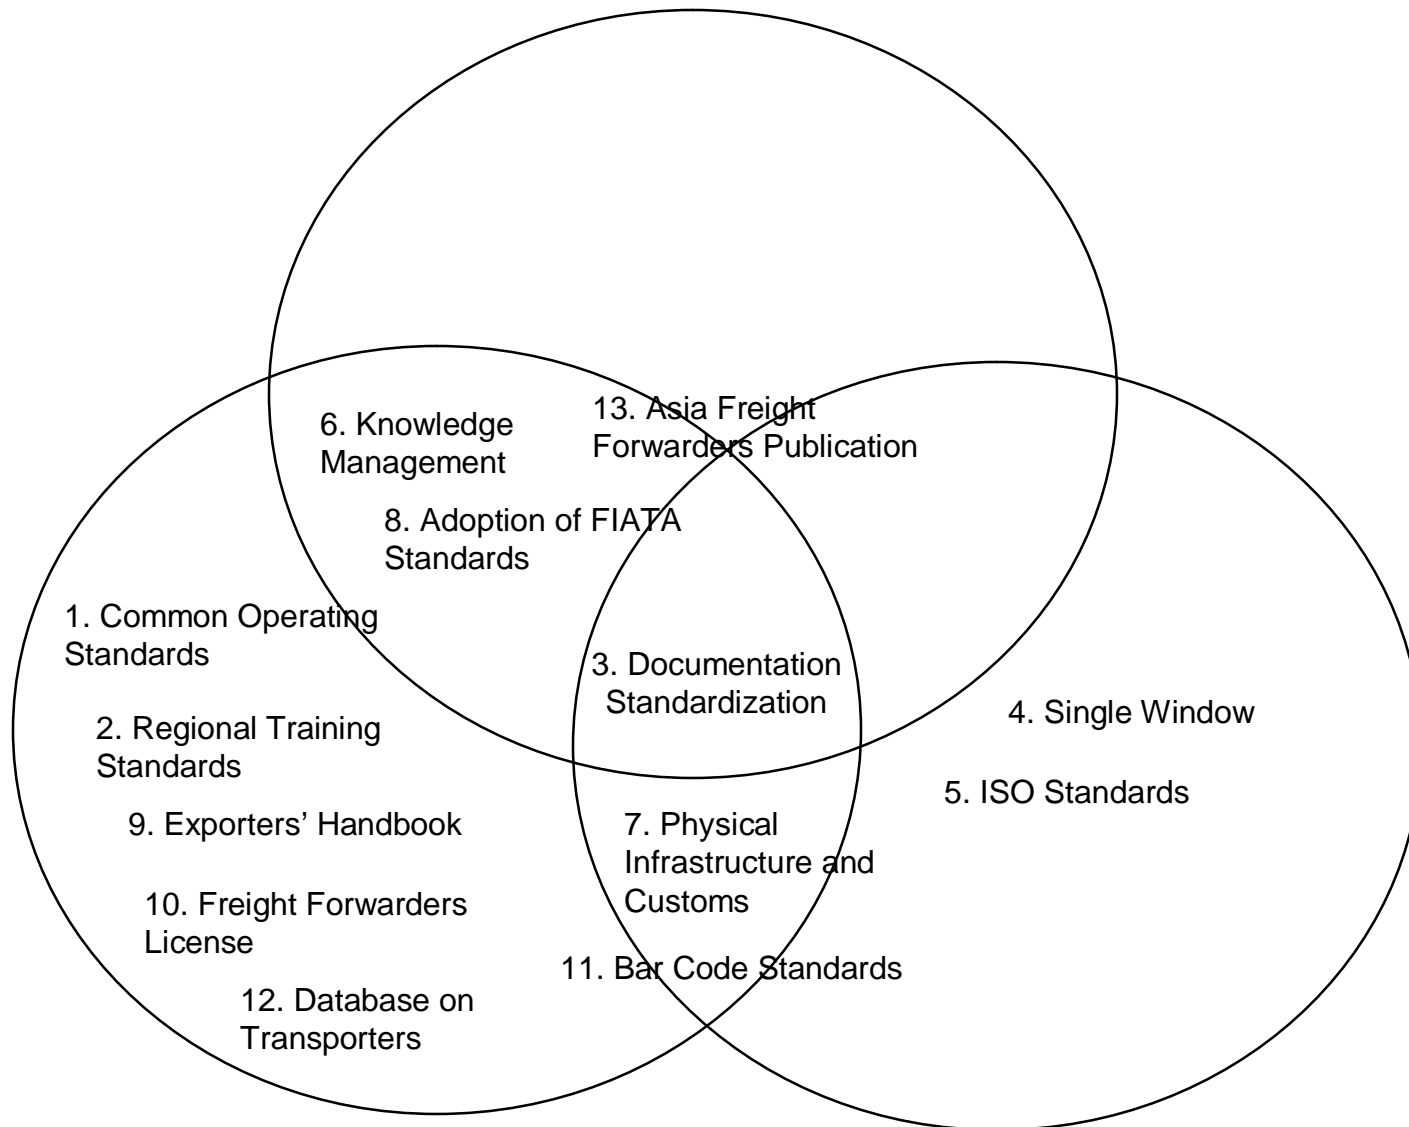 13. Asia Freight
Forwarders Publication
6. Knowledge
Management
8. Adoption of FIATA
Standards
1. Common Operating
Standards
3. Documentation
Standardization
2. Regional Training
Standards
4. Single Window
5. ISO Standards
9. Exporters’ Handbook
7. Physical
Infrastructure and
Customs
10. Freight Forwarders
License
11. Bar Code Standards
12. Database on
Transporters